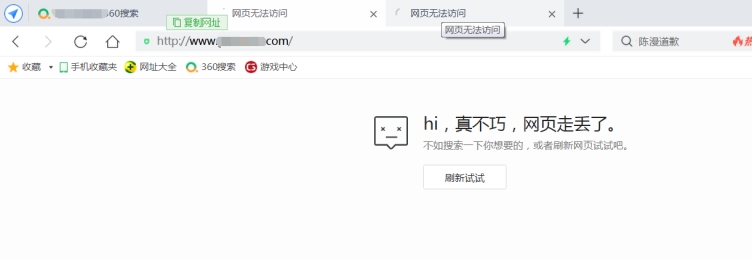 360搜索
复制网址
网页无法访问
网页无法访问
网页无法访问
http://www.
com/
陈漫道歉
热
收藏
手机收藏夹
网址大全
360搜索
游戏中心
hi，真不巧，网页走丢了。
不如搜索一下你想要的，或者刷新网页试试吧。
刷新试试